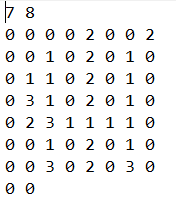 7 8
0 0 0 0 2 0 0 2
0 0 1 0 2 0 1 0
0 1 1 0 2 0 1 0
0 3 1 0 2 0 1 0
0 2 3 1 1 1 1 0
0 0 1 0 2 0 1 0
0 0 3 0 2 0 3 0
0 0